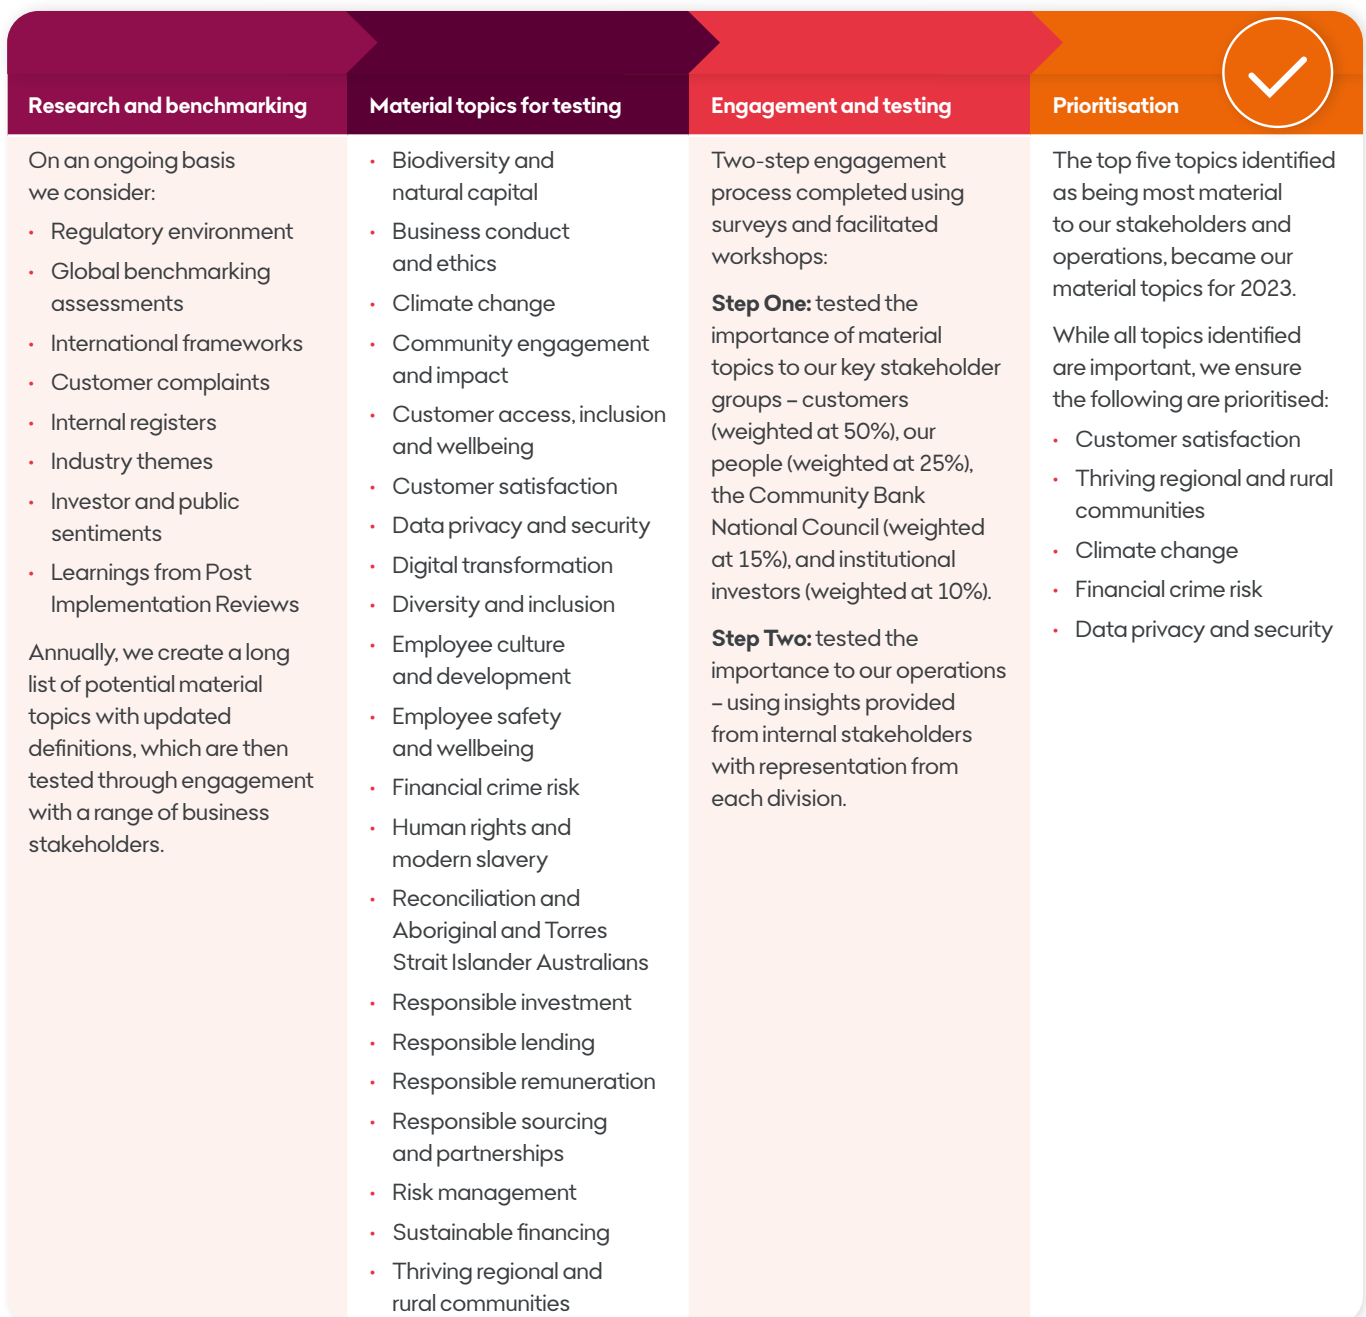 Research and benchmarking
On an ongoing basis
we consider:
• Regulatory environment
• Global benchmarking
assessments
• International frameworks
• Customer complaints
• Internal registers
• Industry themes
• Investor and public
sentiments
• Learnings from Post
Implementation Reviews
Annually, we create a long
list of potential material
topics with updated
definitions, which are then
tested through engagement
with a range of business
stakeholders.
Material topics for testing
• Biodiversity and
natural capital
• Business conduct
and ethics
• Climate change
• Community engagement
and impact
• Customer access, inclusion
and wellbeing
• Customer satisfaction
• Data privacy and security
• Digital transformation
• Diversity and inclusion
• Employee culture
and development
• Employee safety
and wellbeing
• Financial crime risk
• Human rights and
modern slavery
• Reconciliation and
Aboriginal and Torres
Strait Islander Australians
• Responsible investment
• Responsible lending
• Responsible remuneration
• Responsible sourcing
and partnerships
• Risk management
• Sustainable financing
• Thriving regional and
rural communities
Engagement and testing
Two-step engagement
process completed using
surveys and facilitated
workshops:
Step One: tested the
importance of material
topics to our key stakeholder
groups – customers
(weighted at 50%), our
people (weighted at 25%),
the Community Bank
National Council (weighted
at 15%), and institutional
investors (weighted at 10%).
Step Two: tested the
importance to our operations
– using insights provided
from internal stakeholders
with representation from
each division.
Prioritisation
The top five topics identified
as being most material
to our stakeholders and
operations, became our
material topics for 2023.
While all topics identified
are important, we ensure
the following are prioritised:
• Customer satisfaction
• Thriving regional and rural
communities
• Climate change
• Financial crime risk
• Data privacy and security